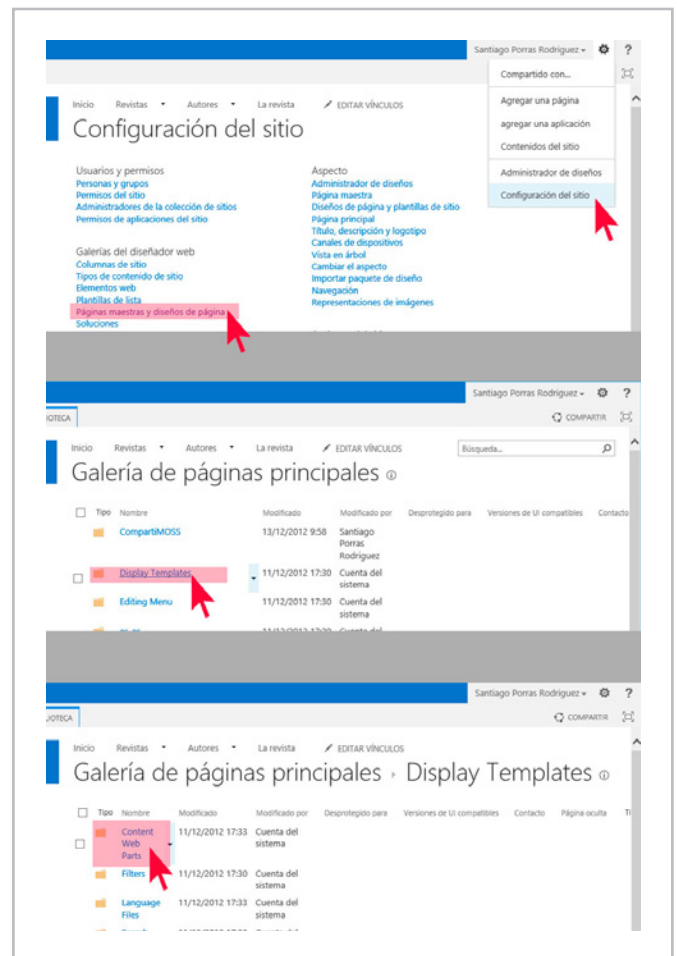 Santiago Porras Rodriguez ?
Compartido con...
Agregar una página
agregar una aplicación
Contenidos del sitio
Administrador de diseños
Configuración del sitio
Inicio Revistas Autores La revista EDITAR VÍNCULOS
Configuración del sitio
Usuarios y permisos
Personas y grupos
Permisos del sitio
Administradores de la colección de sitios
Permisos de aplicaciones del sitio
Galerías del diseñador web
Columnas de sitio
Tipos de contenido de sitio
Elementos web
Plantillas de lista
Páginas maestras y diseños de página
Soluciones
Aspecto
Administrador de diseños
Página maestra
Diseños de página y plantillas de sitio
Página principal
Título, descripción y logotipo
Canales de dispositivos
Vista en árbol
Cambiar el aspecto
Importar paquete de diseño
Navegación
Representaciones de imágenes
Santiago Porras Rodriguez ?
IOTECA COMPARTIR
Inicio Revistas Autores La revista EDITAR VÍNCULOS Búsqueda...
Galería de páginas principales
Tipo Nombre Modificado Modificado por Desprotegido para Versiones de UI compatibles Contacto
CompartiMOSS 13/12/2012 9:58 Santiago
Porras
Rodriguez
Display Templates 11/12/2012 17:30 Cuenta del
sistema
Editing Menu 11/12/2012 17:30 Cuenta del
sistema
Santiago Porras Rodriguez ?
IOTECA COMPARTIR
Inicio Revistas Autores La revista EDITAR VÍNCULOS
Galería de páginas principales › Display Templates
Tipo Nombre Modificado Modificado por Desprotegido para Versiones de UI compatibles Contacto Página oculta Ti
Content 11/12/2012 17:33 Cuenta del
Web sistema
Parts
Filters 11/12/2012 17:30 Cuenta del
sistema
Language 11/12/2012 17:33 Cuenta del
Files sistema